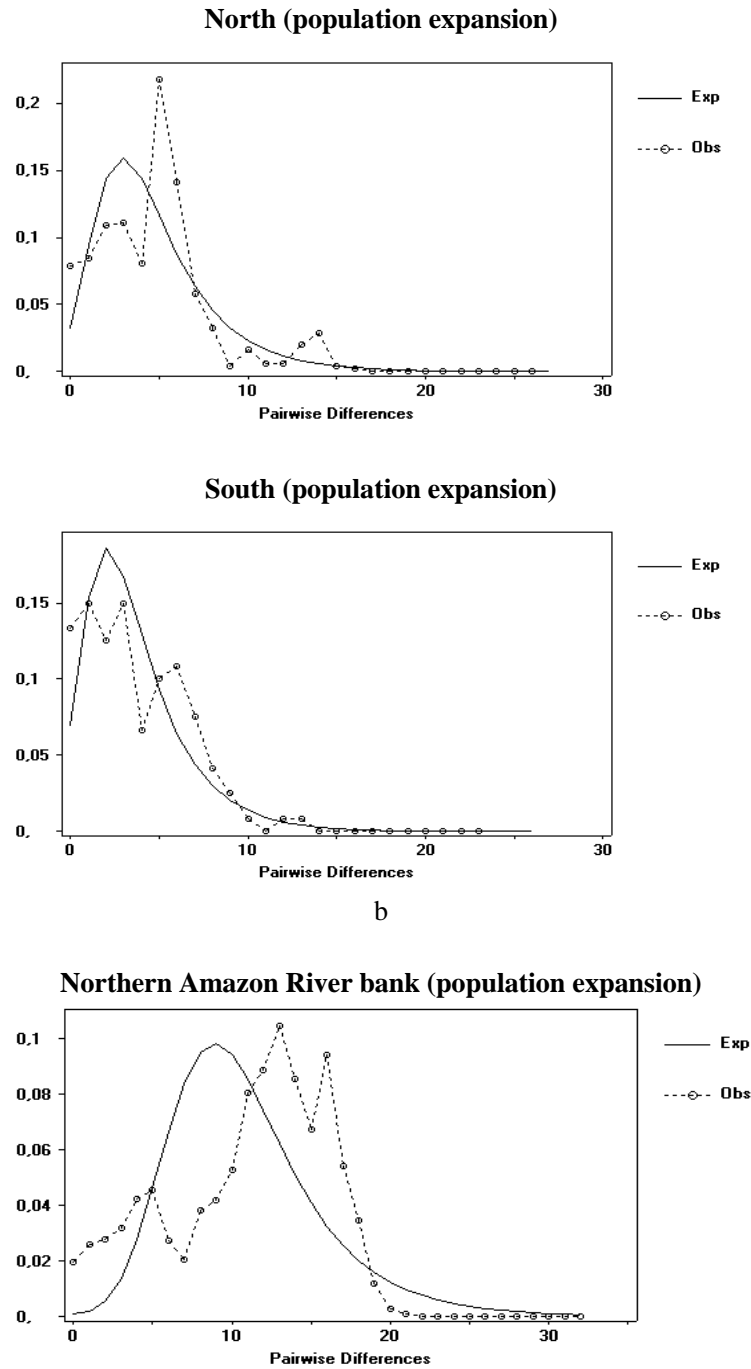 North (population expansion)
0,2
0,15
0,1
0,05
0,
0
10
20
30
Pairwise Differences
Exp
Obs
South (population expansion)
0,15
0,1
0,05
0,
0
10
20
30
Pairwise Differences
Exp
Obs
b
Northern Amazon River bank (population expansion)
0,1
0,08
0,06
0,04
0,02
0,
0
10
20
30
Pairwise Differences
Exp
Obs